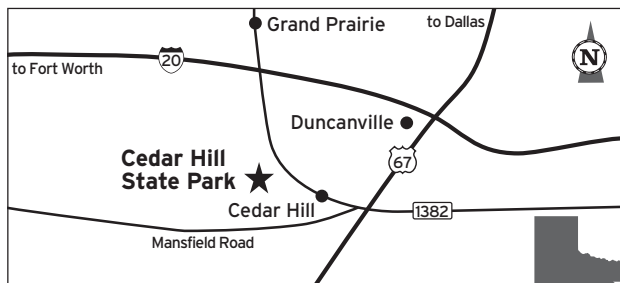 Grand Prairie
to Dallas
N
20
to Fort Worth
Duncanville
67
Cedar Hill
State Park
Cedar Hill
1382
Mansfield Road